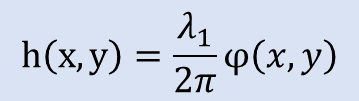 h(x,y) = λ₁/2π φ(x, y)